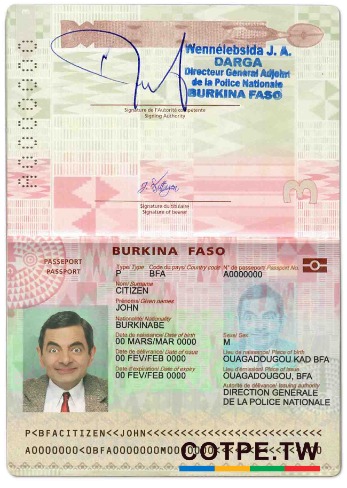 Wennélebsida J. A.
DARGA
Directeur Général Adjoint
de la Police Nationale
BURKINA FASO
Signature de l'Autorité compétente
Signing Authority
Signature du titulaire
Signature of bearer
BURKINA FASO
PASSEPORT
PASSPORT
Type/ Type Code du pays/ Country code N° de passeport/ Passport No.
P BFA A0000000
Nom/ Surname
CITIZEN
Prénoms/ Given names
JOHN
Nationalité/ Nationality
BURKINABE
Date de naissance/ Date of birth Sexe/ Sex
00 MARS/MAR 0000 M
Date de délivrance/ Date of issue Lieu de naissance/ Place of birth
00 FEV/FEB 0000 OUAGADOUGOU KAD BFA
Date d'expiration/ Date of expiry Lieu d'émission/ Place of issue
00 FEV/FEB 0000 OUAGADOUGOU, BFA
Autorité de délivrance/ Issuing authority
DIRECTION GENERALE
DE LA POLICE NATIONALE
P<BFACITIZEN<<JOHN<<<<<<<<<<<<<<<<<<<<<<<<<<
COTPE.TW